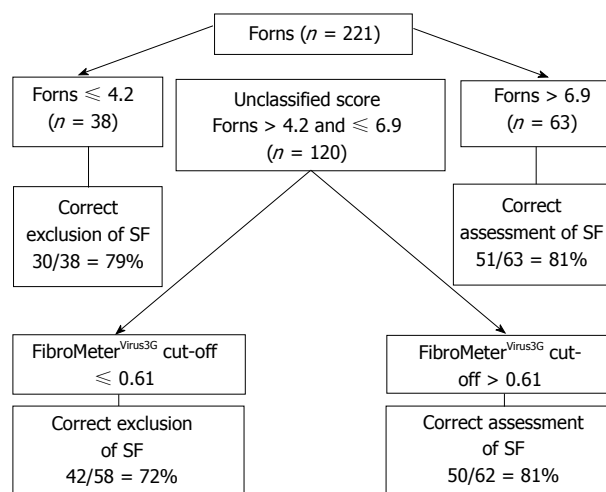 Forns (n = 221)
Forns ≤ 4.2
(n = 38)
Unclassified score
Forns > 4.2 and ≤ 6.9
(n = 120)
Forns > 6.9
(n = 63)
Correct
exclusion of SF
30/38 = 79%
Correct
assessment of SF
51/63 = 81%
FibroMeterVirus3G cut-off
≤ 0.61
FibroMeterVirus3G cut-
off > 0.61
Correct exclusion
of SF
42/58 = 72%
Correct assessment
of SF
50/62 = 81%